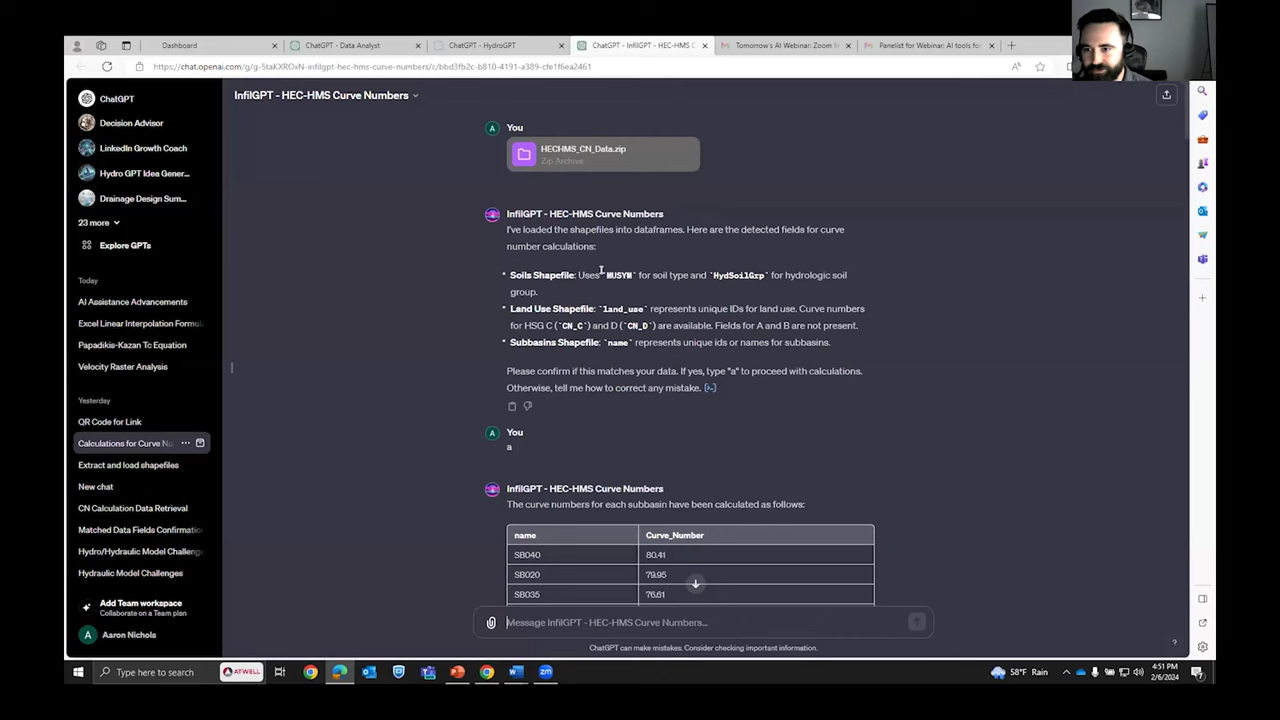 Dashboard
ChatGPT - Data Analyst
ChatGPT - HydroGPT
ChatGPT - InfilGPT - HEC-HMS C
Tomorrow's AI Webinar: Zoom E
Panelist for Webinar: AI tools for
https://chat.openai.com/g/g-5taKXROxN-infilgpt-hec-hms-curve-numbers/c/bbd3fb2c-b810-4191-a389-cfe1f6ea2461
ChatGPT
Decision Advisor
LinkedIn Growth Coach
Hydro GPT Idea Gener...
Drainage Design Sum...
23 more
Explore GPTs
Today
AI Assistance Advancements
Excel Linear Interpolation Formul
Papadikis-Kazan Tc Equation
Velocity Raster Analysis
Yesterday
QR Code for Link
Calculations for Curve Nu
Extract and load shapefiles
New chat
CN Calculation Data Retrieval
Matched Data Fields Confirmatio
Hydro/Hydraulic Model Challeng
Hydraulic Model Challenges
Add Team workspace
Collaborate on a Team plan
Aaron Nichols
InfilGPT - HEC-HMS Curve Numbers
You
HECHMS_CN_Data.zip
Zip Archive
InfilGPT - HEC-HMS Curve Numbers
I've loaded the shapefiles into dataframes. Here are the detected fields for curve
number calculations:
• Soils Shapefile: Uses `MUSYM` for soil type and `HydSoilGrp` for hydrologic soil
group.
• Land Use Shapefile: `land_use` represents unique IDs for land use. Curve numbers
for HSG C (`CN_C`) and D (`CN_D`) are available. Fields for A and B are not present.
• Subbasins Shapefile: `name` represents unique ids or names for subbasins.
Please confirm if this matches your data. If yes, type "a" to proceed with calculations.
Otherwise, tell me how to correct any mistake. [>-]
You
a
InfilGPT - HEC-HMS Curve Numbers
The curve numbers for each subbasin have been calculated as follows:
name Curve_Number
SB040 80.41
SB020 79.95
SB035 76.61
Message InfilGPT - HEC-HMS Curve Numbers...
ChatGPT can make mistakes. Consider checking important information.
?
Type here to search
ATWELL
58°F Rain
4:51 PM
2/6/2024